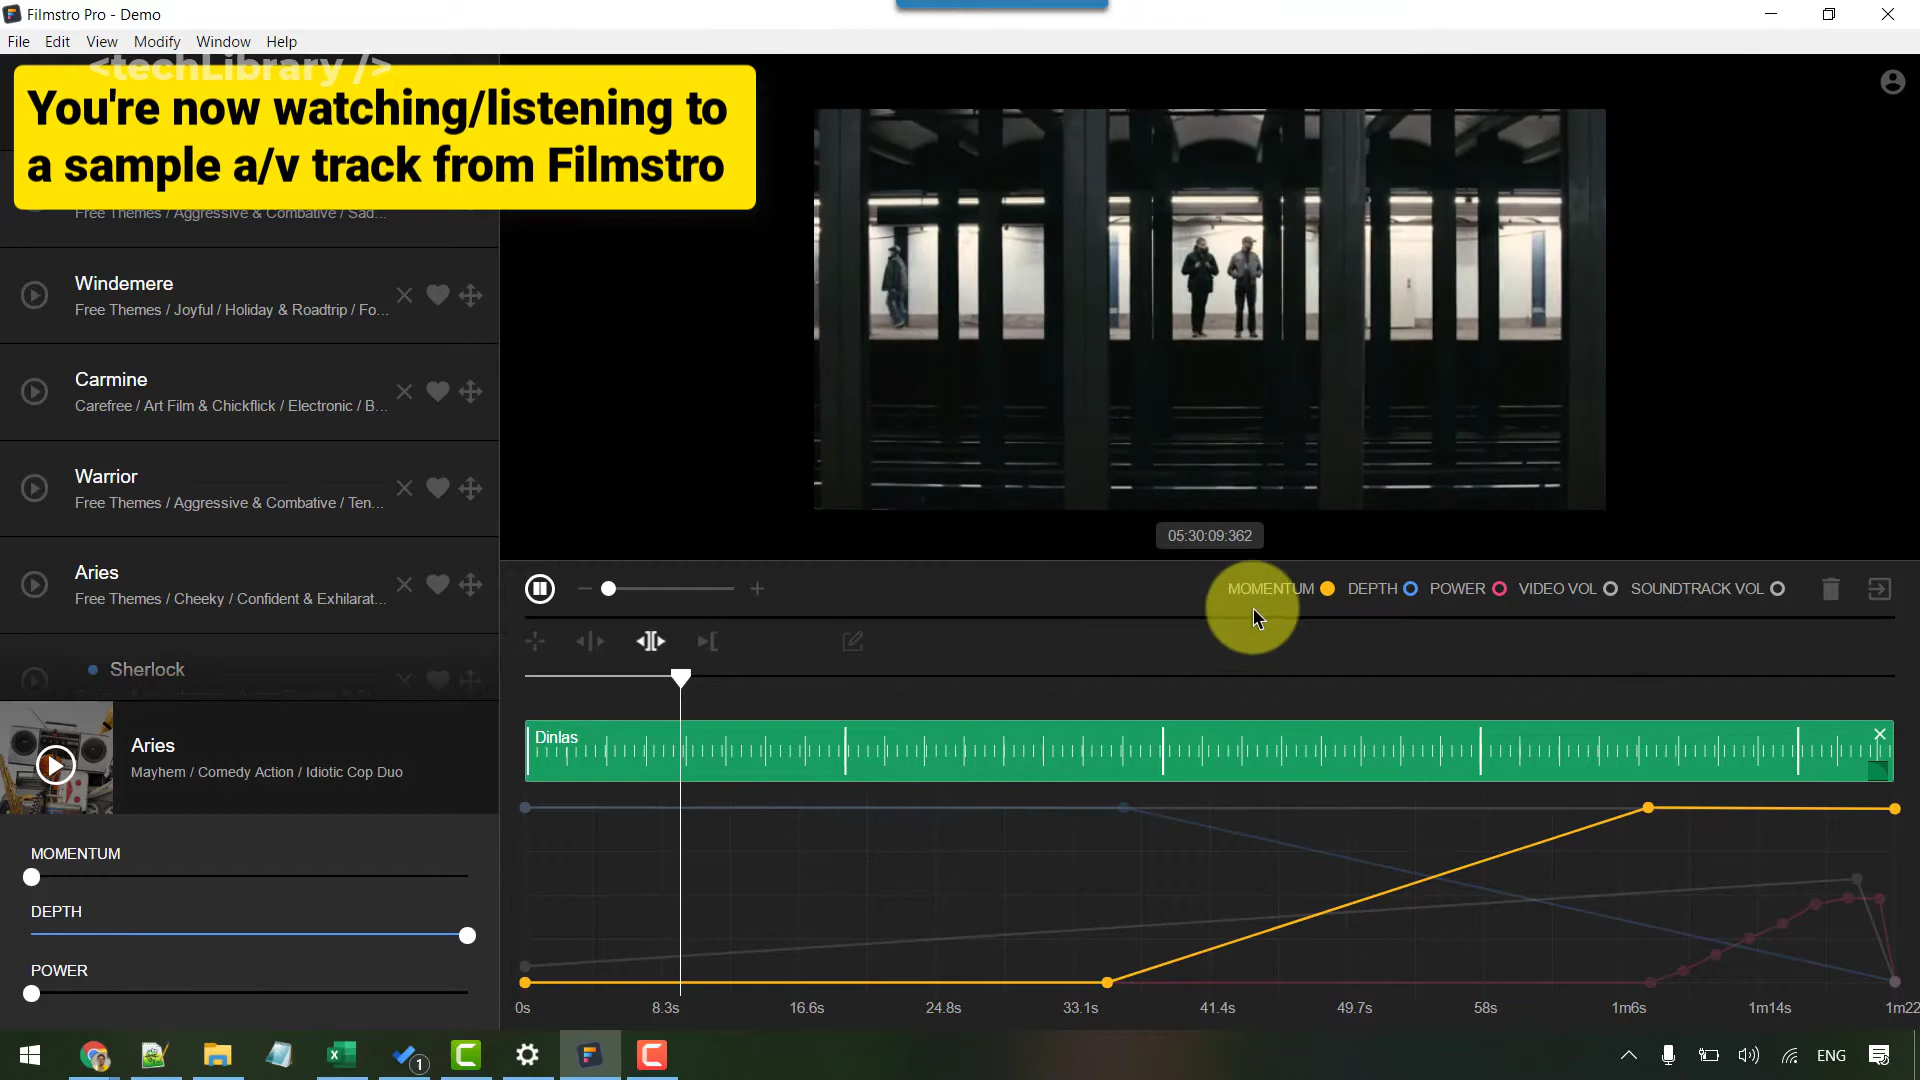 Filmstro Pro - Demo
File Edit View Modify Window Help
<techLibrary />
You're now watching/listening to
a sample a/v track from Filmstro
Free Themes / Aggressive & Combative / Sad...
Windemere
Free Themes / Joyful / Holiday & Roadtrip / Fo...
Carmine
Carefree / Art Film & Chickflick / Electronic / B...
Warrior
Free Themes / Aggressive & Combative / Ten...
Aries
Free Themes / Cheeky / Confident & Exhilarat...
Sherlock
Aries
Mayhem / Comedy Action / Idiotic Cop Duo
MOMENTUM
DEPTH
POWER
05:30:09:362
MOMENTUM DEPTH POWER VIDEO VOL SOUNDTRACK VOL
Dinlas
0s 8.3s 16.6s 24.8s 33.1s 41.4s 49.7s 58s 1m6s 1m14s 1m22
1
ENG